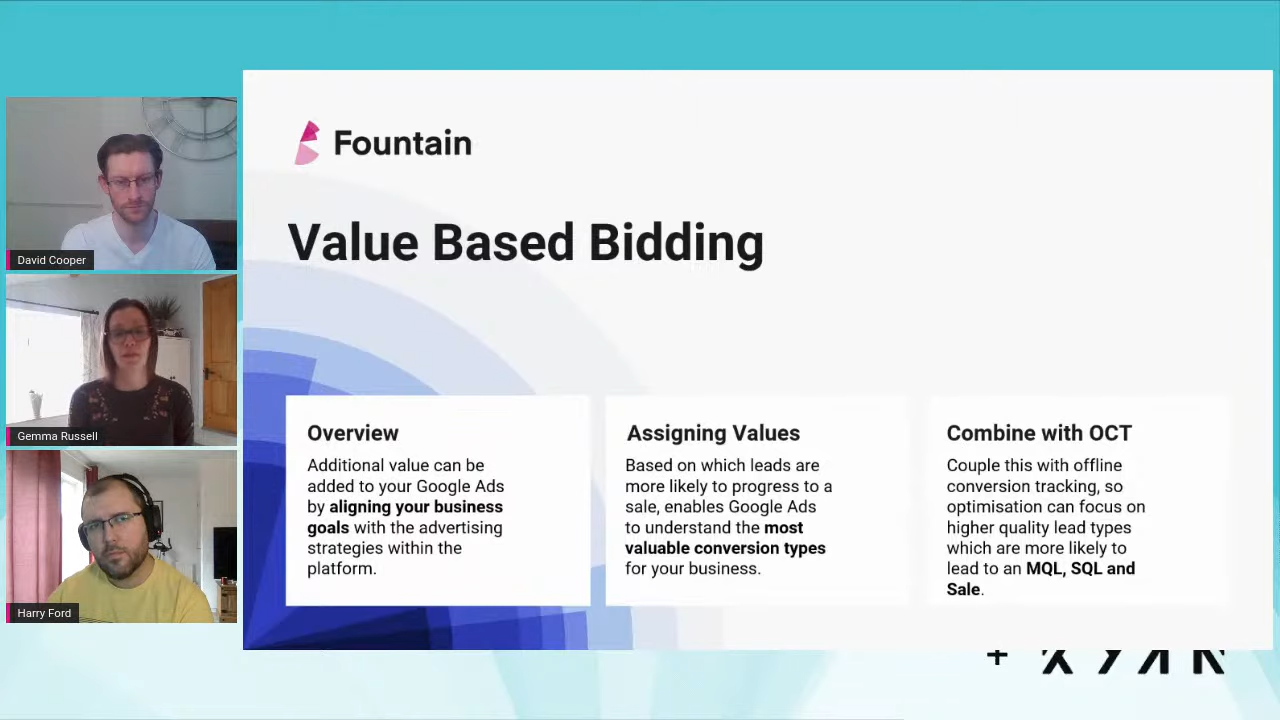 David Cooper
Gemma Russell
Harry Ford
Fountain
Value Based Bidding
Overview
Additional value can be
added to your Google Ads
by aligning your business
goals with the advertising
strategies within the
platform.
Assigning Values
Based on which leads are
more likely to progress to a
sale, enables Google Ads
to understand the most
valuable conversion types
for your business.
Combine with OCT
Couple this with offline
conversion tracking, so
optimisation can focus on
higher quality lead types
which are more likely to
lead to an MQL, SQL and
Sale.
+